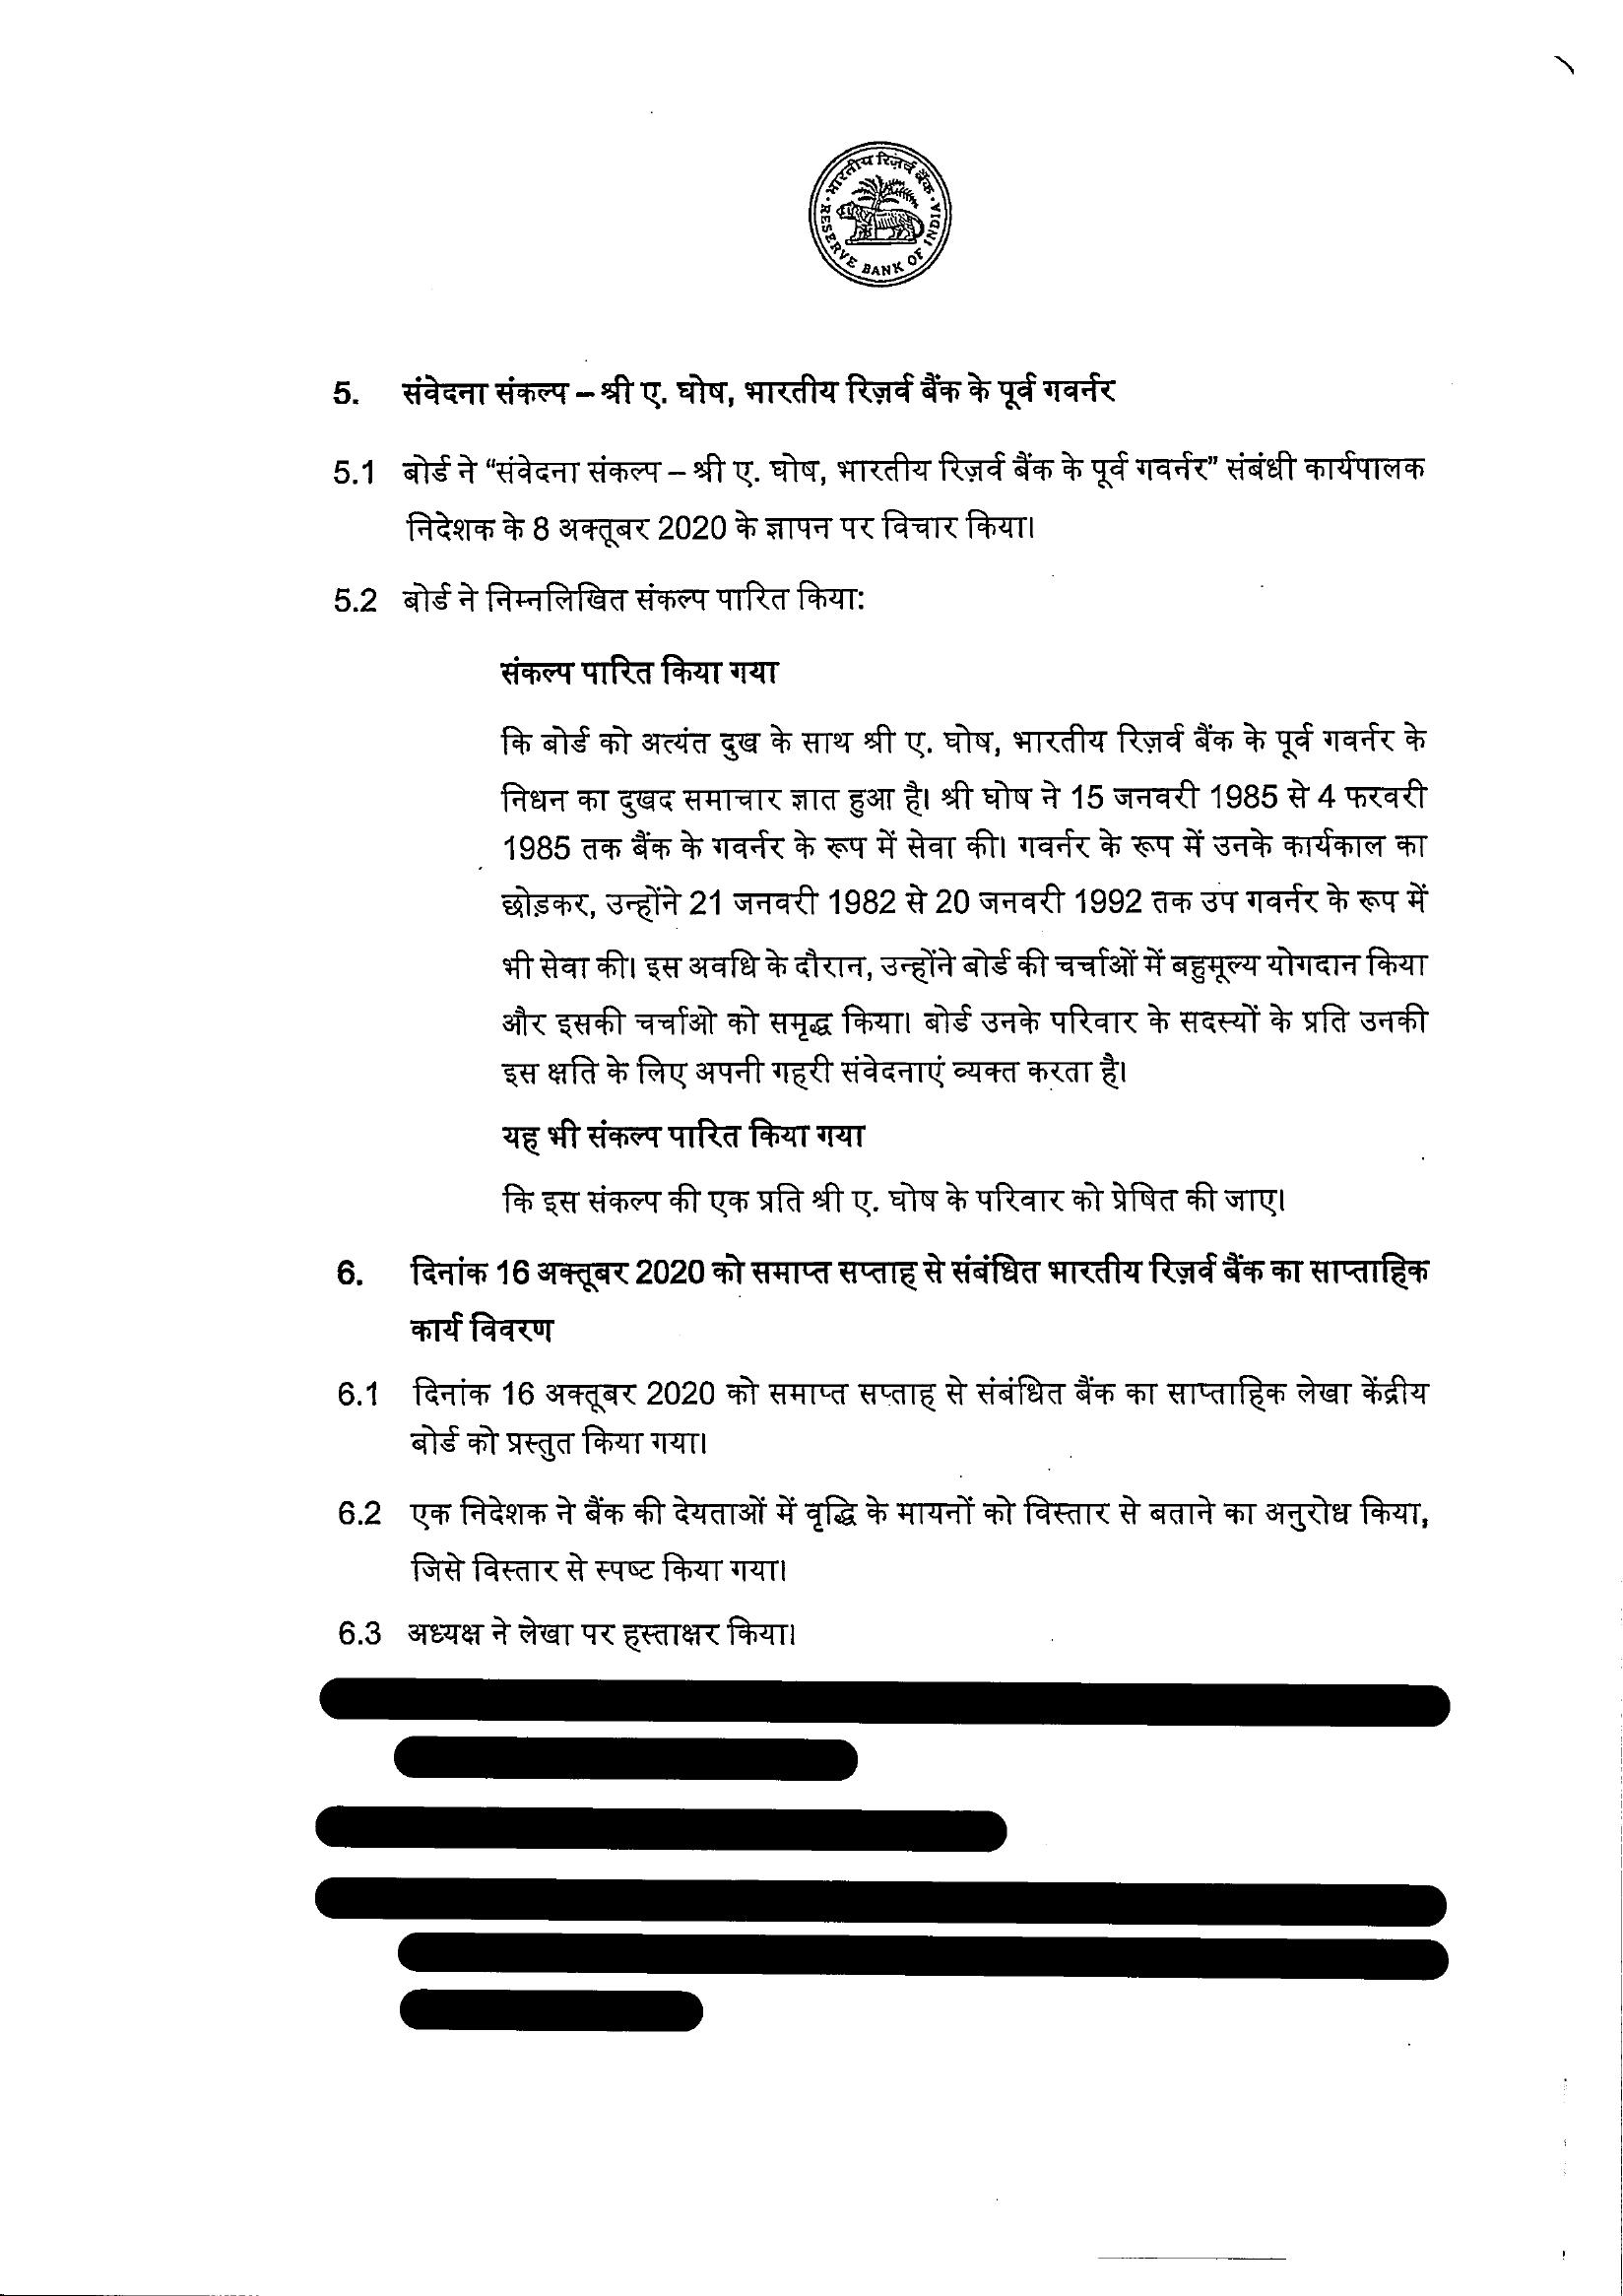 भारतीय रिज़र्व बैंक
RESERVE BANK OF INDIA
5. संवेदना संकल्प – श्री ए. घोष, भारतीय रिज़र्व बैंक के पूर्व गवर्नर
5.1 बोर्ड ने “संवेदना संकल्प – श्री ए. घोष, भारतीय रिज़र्व बैंक के पूर्व गवर्नर” संबंधी कार्यपालक
निदेशक के 8 अक्तूबर 2020 के ज्ञापन पर विचार किया।
5.2 बोर्ड ने निम्नलिखित संकल्प पारित किया:
संकल्प पारित किया गया
कि बोर्ड को अत्यंत दुख के साथ श्री ए. घोष, भारतीय रिज़र्व बैंक के पूर्व गवर्नर के
निधन का दुखद समाचार ज्ञात हुआ है। श्री घोष ने 15 जनवरी 1985 से 4 फरवरी
1985 तक बैंक के गवर्नर के रूप में सेवा की। गवर्नर के रूप में उनके कार्यकाल का
छोड़कर, उन्होंने 21 जनवरी 1982 से 20 जनवरी 1992 तक उप गवर्नर के रूप में
भी सेवा की। इस अवधि के दौरान, उन्होंने बोर्ड की चर्चाओं में बहुमूल्य योगदान किया
और इसकी चर्चाओ को समृद्ध किया। बोर्ड उनके परिवार के सदस्यों के प्रति उनकी
इस क्षति के लिए अपनी गहरी संवेदनाएं व्यक्त करता है।
यह भी संकल्प पारित किया गया
कि इस संकल्प की एक प्रति श्री ए. घोष के परिवार को प्रेषित की जाए।
6. दिनांक 16 अक्तूबर 2020 को समाप्त सप्ताह से संबंधित भारतीय रिज़र्व बैंक का साप्ताहिक
कार्य विवरण
6.1 दिनांक 16 अक्तूबर 2020 को समाप्त सप्ताह से संबंधित बैंक का साप्ताहिक लेखा केंद्रीय
बोर्ड को प्रस्तुत किया गया।
6.2 एक निदेशक ने बैंक की देयताओं में वृद्धि के मायनों को विस्तार से बताने का अनुरोध किया,
जिसे विस्तार से स्पष्ट किया गया।
6.3 अध्यक्ष ने लेखा पर हस्ताक्षर किया।